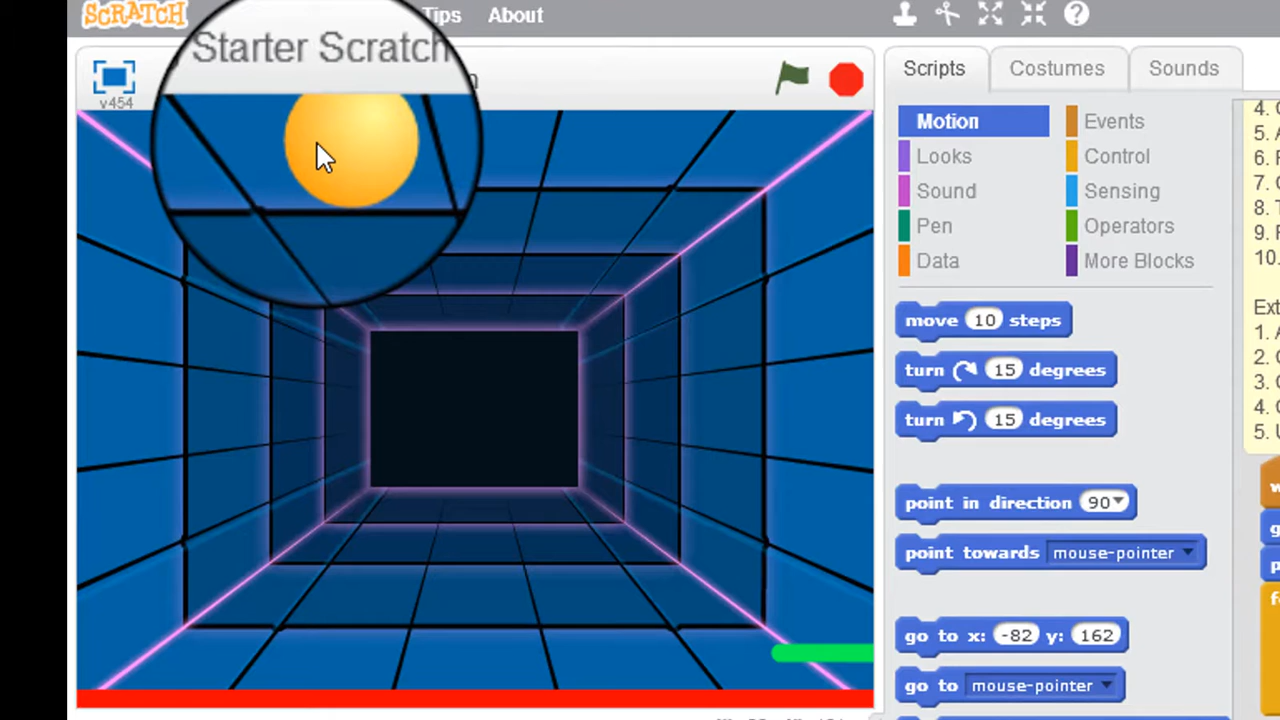 SCRATCH
Tips
About
Starter Scratch
n
v454
Scripts
Costumes
Sounds
Motion
Events
Looks
Control
Sound
Sensing
Pen
Operators
Data
More Blocks
move 10 steps
turn 15 degrees
turn 15 degrees
point in direction 90
point towards mouse-pointer
go to x: -82 y: 162
go to mouse-pointer
4.
5.
6.
7.
8.
9.
10.
Ext
1.
2.
3.
4.
5.